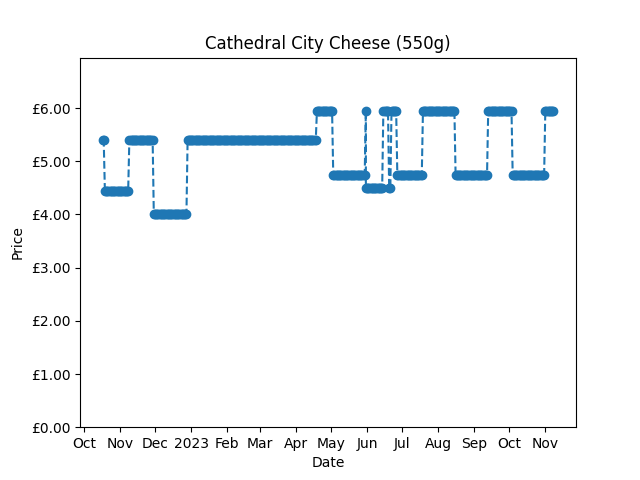 Cathedral City Cheese (550g)
£6.00
£5.00
£4.00
£3.00
£2.00
£1.00
£0.00
Price
Oct Nov Dec 2023 Feb Mar Apr May Jun Jul Aug Sep Oct Nov
Date